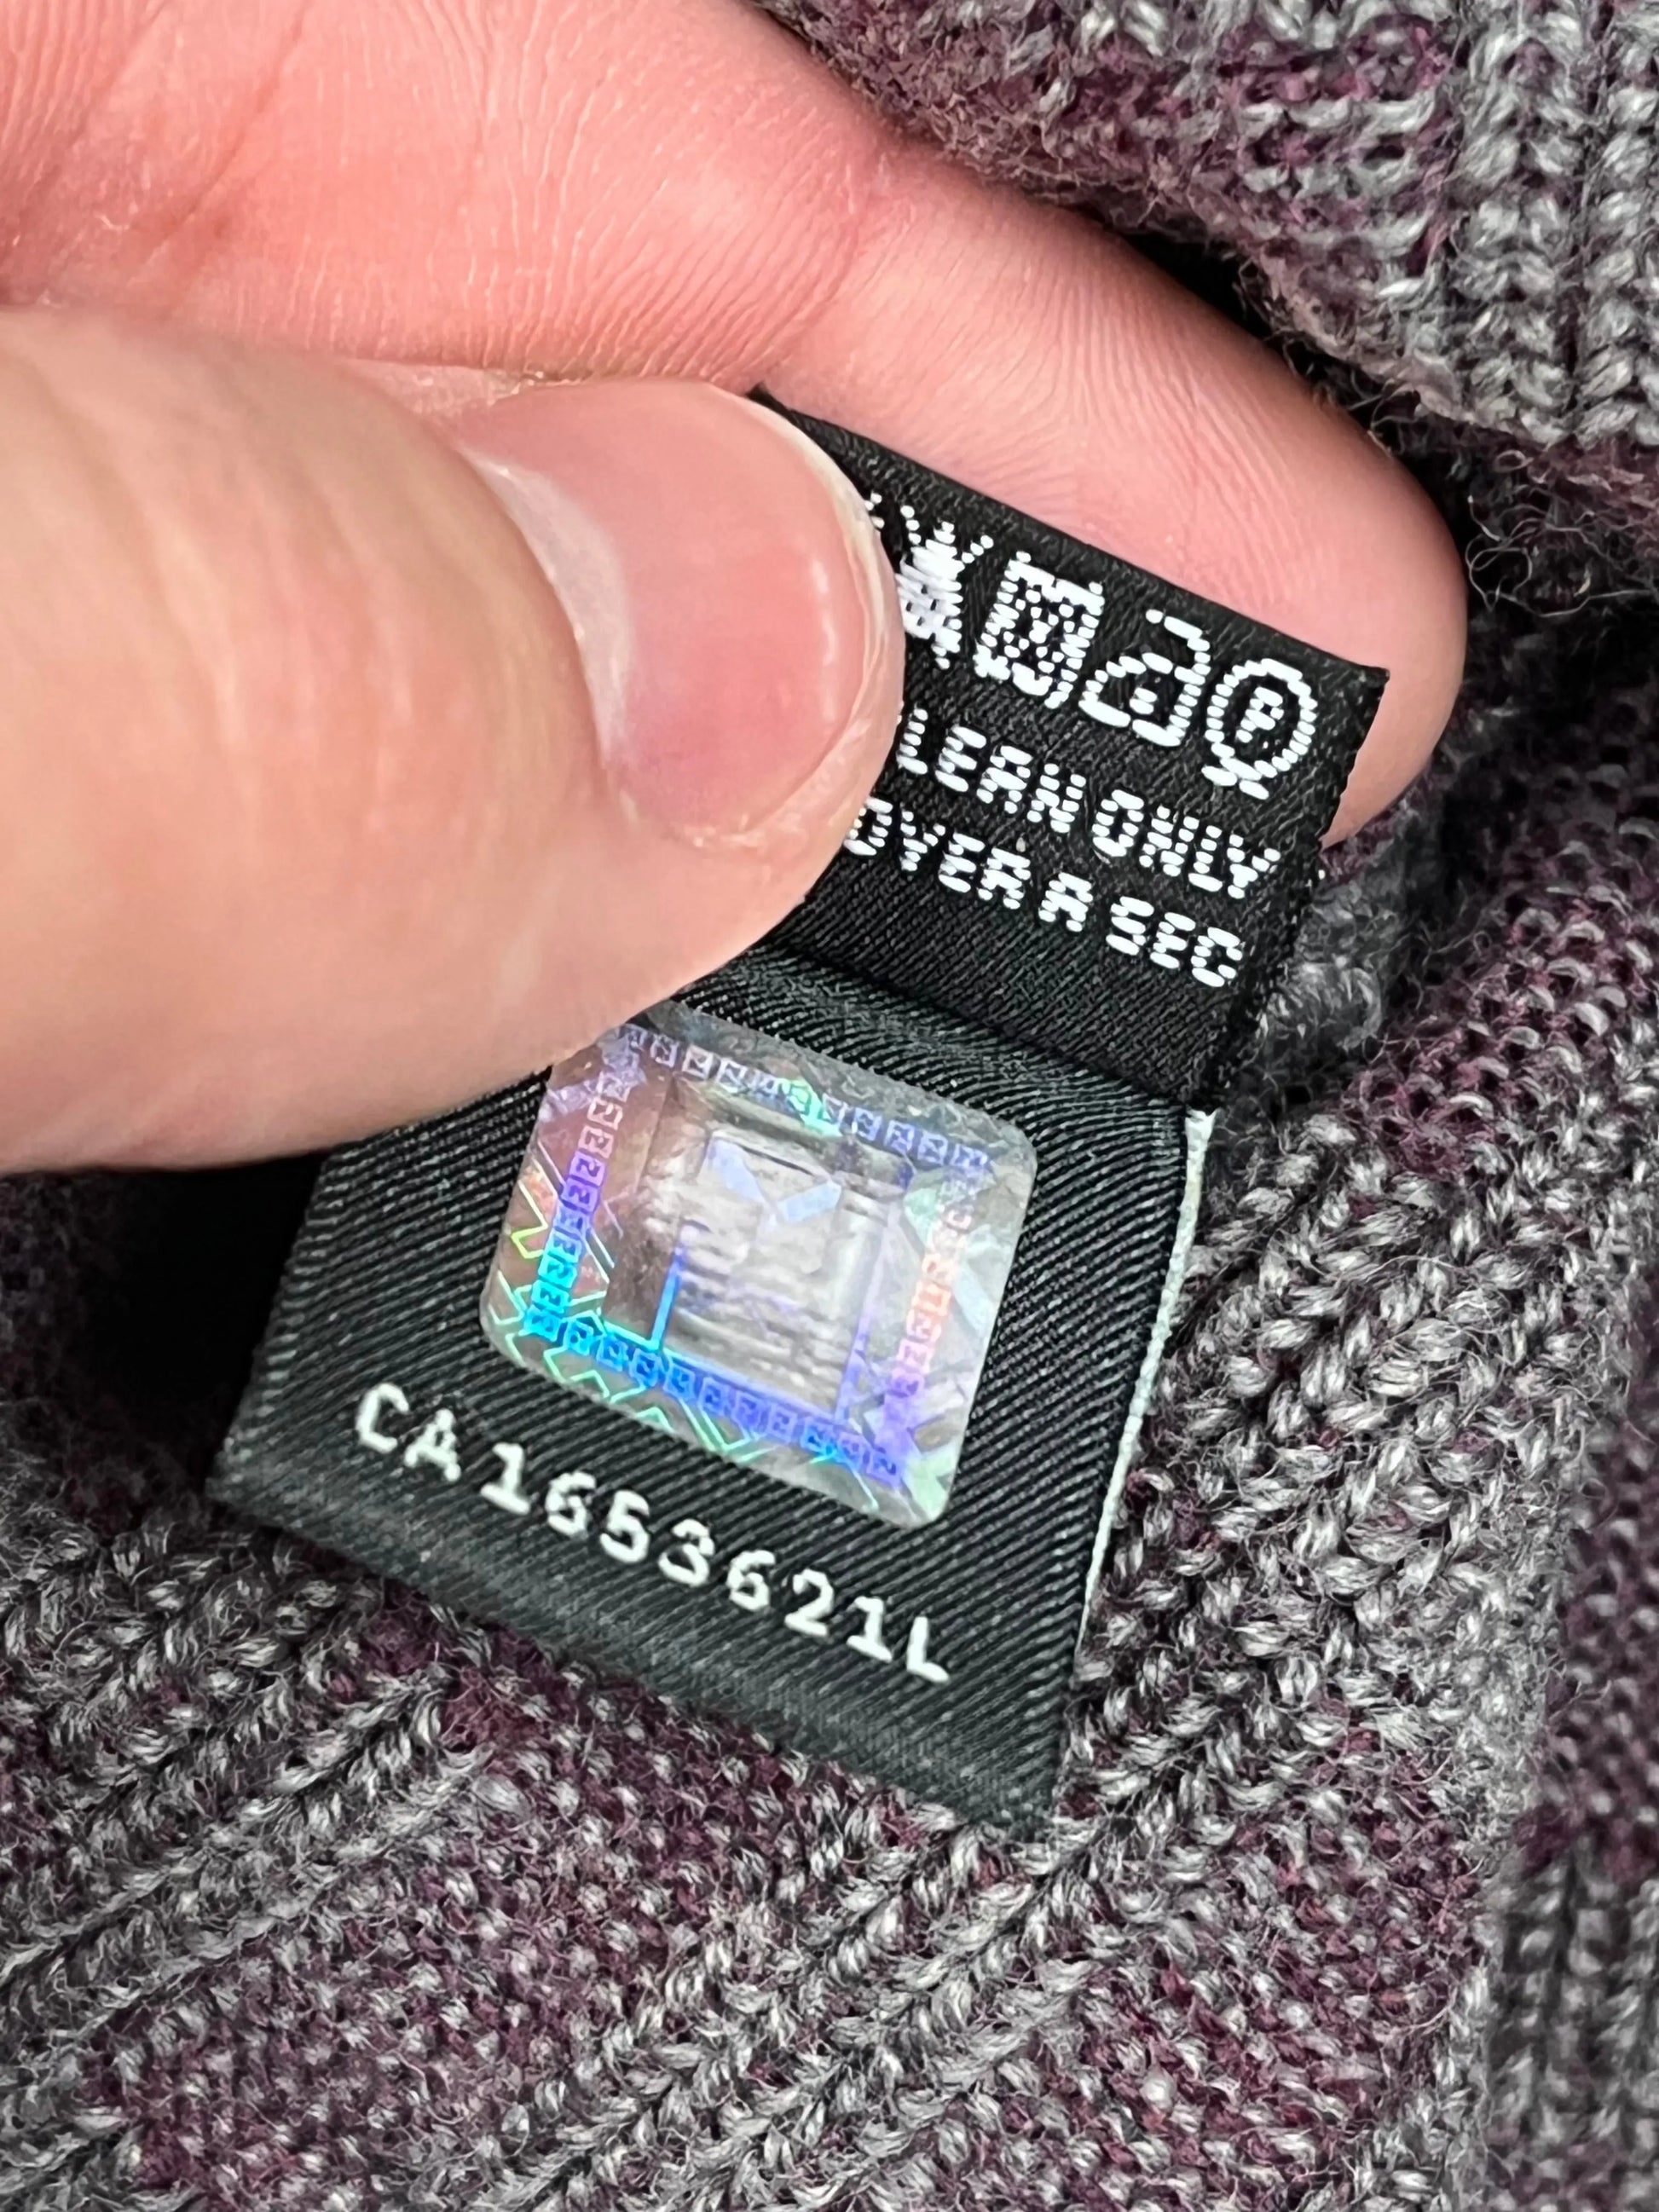 LEAN ONLY
OVER A SEC
CA1653621L